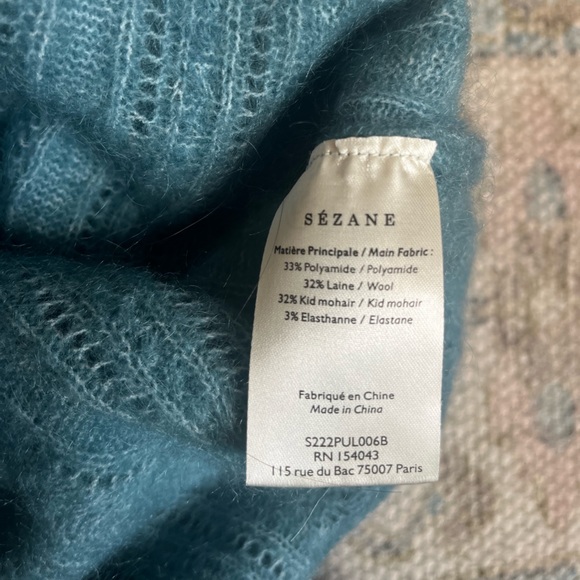 SÉZANE
Matière Principale / Main Fabric :
33% Polyamide / Polyamide
32% Laine / Wool
32% Kid mohair / Kid mohair
3% Elasthanne / Elastane
Fabriqué en Chine
Made in China
S222PUL006B
RN 154043
115 rue du Bac 75007 Paris